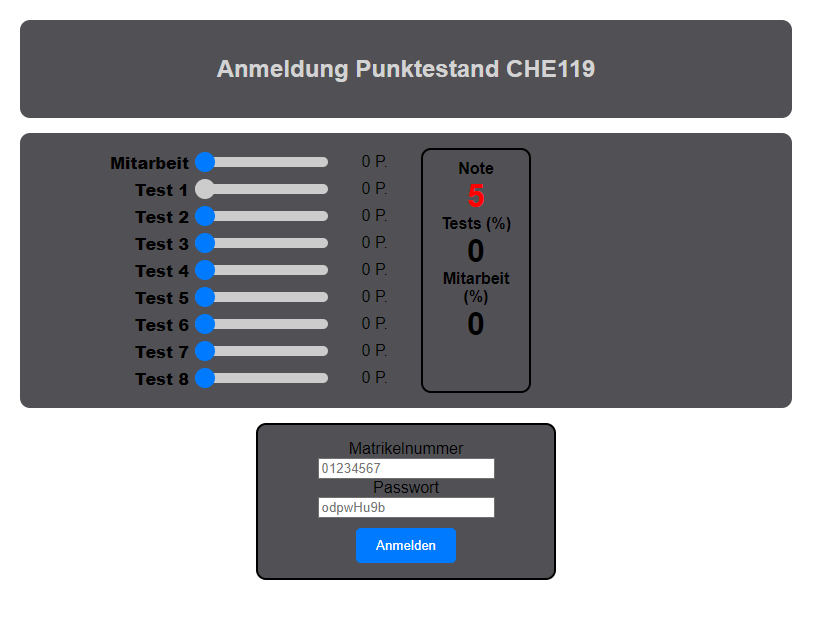 Anmeldung Punktestand CHE119
Mitarbeit 0 P.
Test 1 0 P.
Test 2 0 P.
Test 3 0 P.
Test 4 0 P.
Test 5 0 P.
Test 6 0 P.
Test 7 0 P.
Test 8 0 P.
Note
5
Tests (%)
0
Mitarbeit
(%)
0
Matrikelnummer
01234567
Passwort
odpwHu9b
Anmelden